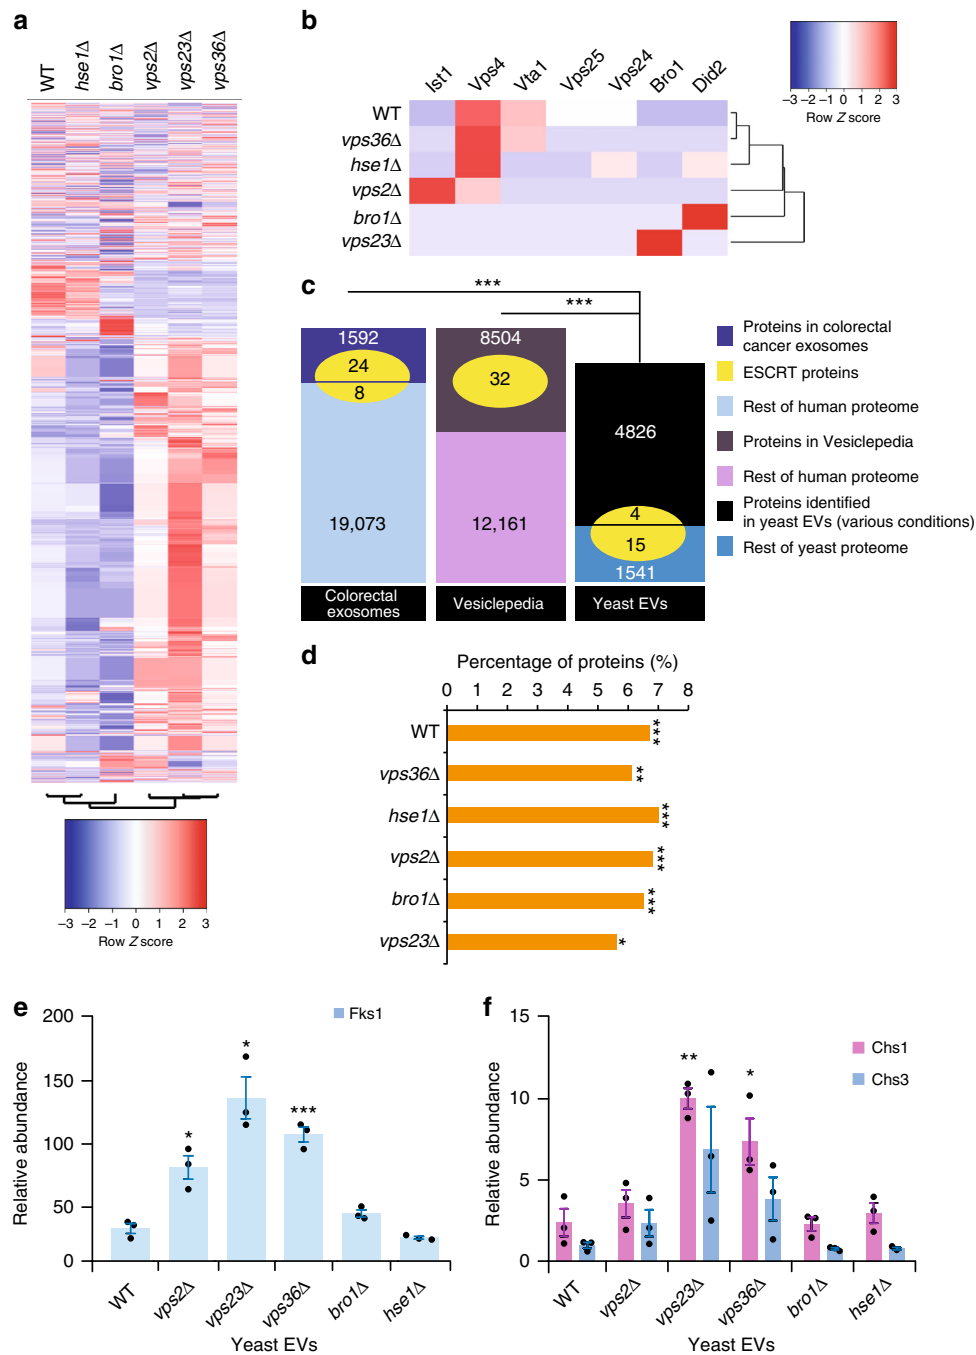 a
WT
hse1Δ
bro1Δ
vps2Δ
vps23Δ
vps36Δ
−3 −2 −1 0 1 2 3
Row Z score
b
Ist1
Vps4
Vta1
Vps25
Vps24
Bro1
Did2
WT
vps36Δ
hse1Δ
vps2Δ
bro1Δ
vps23Δ
−3 −2 −1 0 1 2 3
Row Z score
c
***
***
1592
24
8
19,073
Colorectal
exosomes
8504
32
12,161
Vesiclepedia
4826
4
15
1541
Yeast EVs
Proteins in colorectal
cancer exosomes
ESCRT proteins
Rest of human proteome
Proteins in Vesiclepedia
Rest of human proteome
Proteins identified
in yeast EVs (various conditions)
Rest of yeast proteome
d
Percentage of proteins (%)
0 1 2 3 4 5 6 7 8
WT ***
vps36Δ **
hse1Δ ***
vps2Δ ***
bro1Δ ***
vps23Δ *
e
Relative abundance
200
150
100
50
0
Fks1
*
*
***
WT
vps2Δ
vps23Δ
vps36Δ
bro1Δ
hse1Δ
Yeast EVs
f
Relative abundance
15
10
5
0
Chs1
Chs3
**
*
WT
vps2Δ
vps23Δ
vps36Δ
bro1Δ
hse1Δ
Yeast EVs